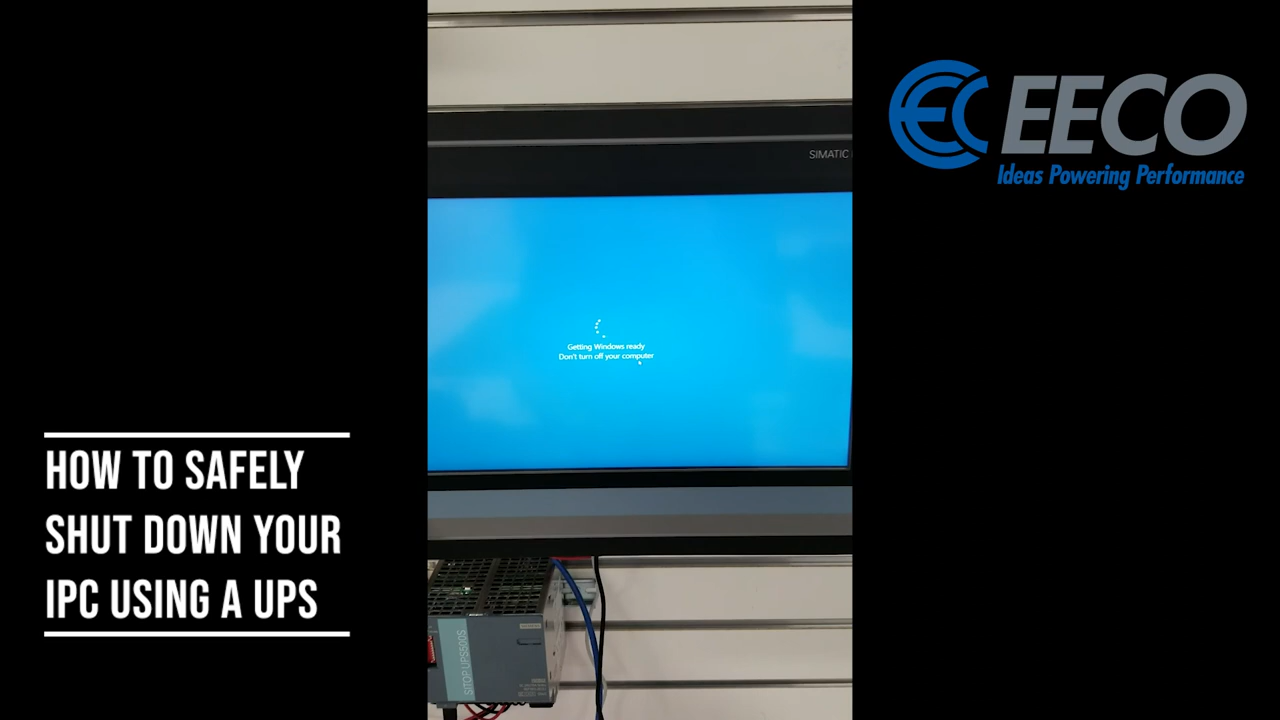 EECO
Ideas Powering Performance
SIMATIC
Getting Windows ready
Don't turn off your computer
HOW TO SAFELY
SHUT DOWN YOUR
IPC USING A UPS
SITOP UPS500S